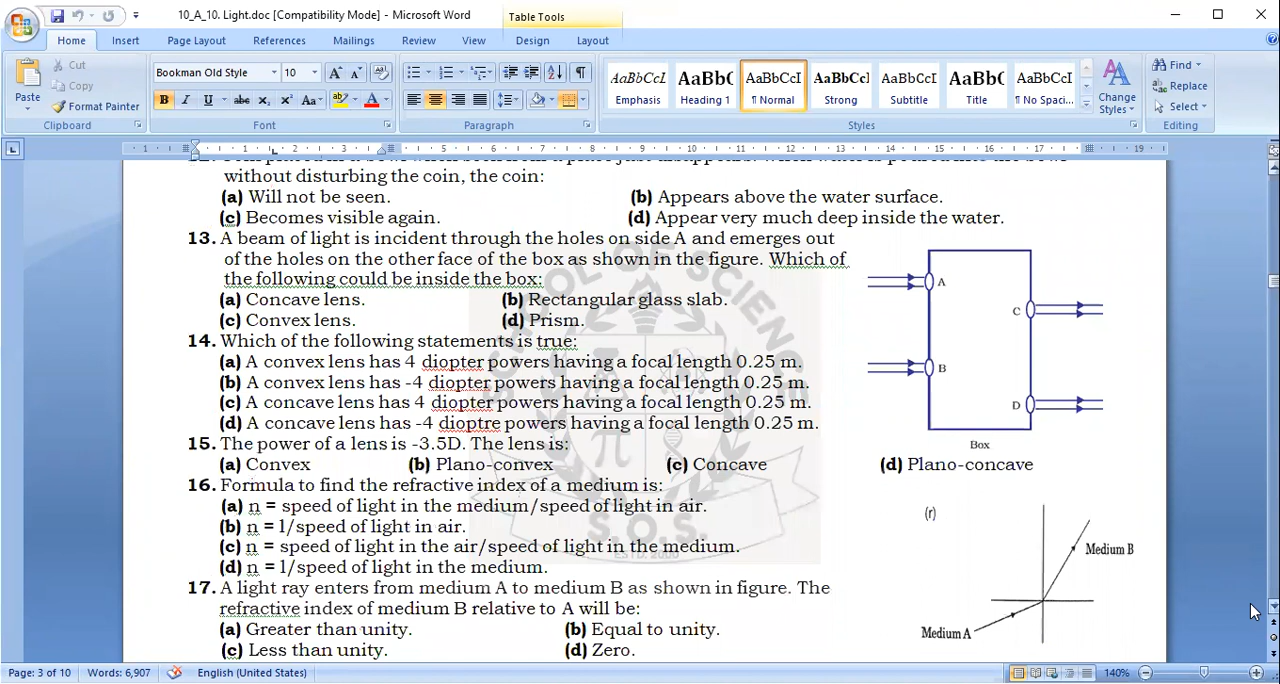 10_A_10. Light.doc [Compatibility Mode] - Microsoft Word
Table Tools
Home Insert Page Layout References Mailings Review View Design Layout
Paste
Cut
Copy
Format Painter
Clipboard
Bookman Old Style 10
Font
Paragraph
AaBbCcI Emphasis
AaBbC Heading 1
AaBbCcI ¶ Normal
AaBbCcI Strong
AaBbCcI Subtitle
AaBbC Title
AaBbCcI ¶ No Spaci...
Change Styles
Styles
Find
Replace
Select
Editing
without disturbing the coin, the coin:
(a) Will not be seen. (b) Appears above the water surface.
(c) Becomes visible again. (d) Appear very much deep inside the water.
13. A beam of light is incident through the holes on side A and emerges out
of the holes on the other face of the box as shown in the figure. Which of
the following could be inside the box:
(a) Concave lens. (b) Rectangular glass slab.
(c) Convex lens. (d) Prism.
A
B
C
D
Box
14. Which of the following statements is true:
(a) A convex lens has 4 diopter powers having a focal length 0.25 m.
(b) A convex lens has -4 diopter powers having a focal length 0.25 m.
(c) A concave lens has 4 diopter powers having a focal length 0.25 m.
(d) A concave lens has -4 dioptre powers having a focal length 0.25 m.
15. The power of a lens is -3.5D. The lens is:
(a) Convex (b) Plano-convex (c) Concave (d) Plano-concave
16. Formula to find the refractive index of a medium is:
(a) n = speed of light in the medium/speed of light in air.
(b) n = 1/speed of light in air.
(c) n = speed of light in the air/speed of light in the medium.
(d) n = 1/speed of light in the medium.
17. A light ray enters from medium A to medium B as shown in figure. The
refractive index of medium B relative to A will be:
(a) Greater than unity. (b) Equal to unity.
(c) Less than unity. (d) Zero.
(r)
Medium B
Medium A
SCHOOL OF SCIENCE
S.O.S.
ESTD. 2000
Page: 3 of 10 Words: 6,907 English (United States) 140%